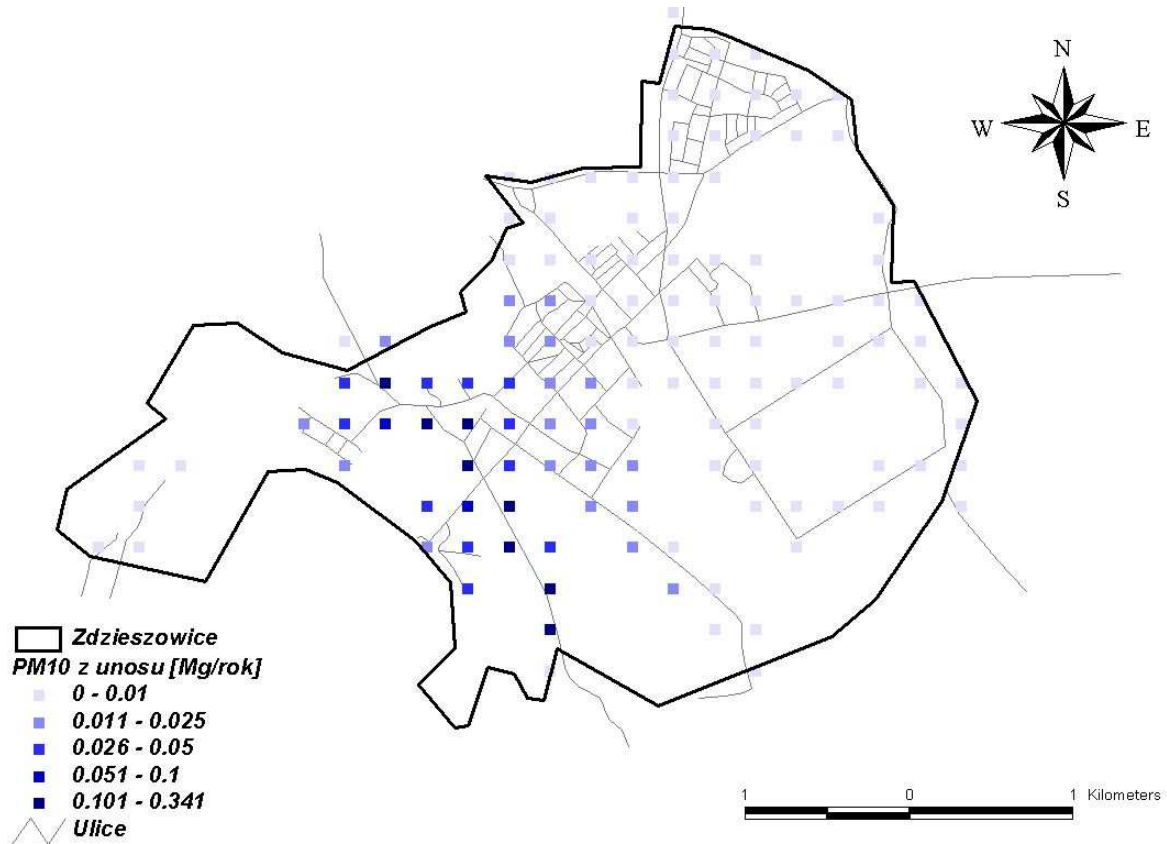 N
W E
S
Zdzieszowice
PM10 z unosu [Mg/rok]
0 - 0.01
0.011 - 0.025
0.026 - 0.05
0.051 - 0.1
0.101 - 0.341
Ulice
1 0 1 Kilometers